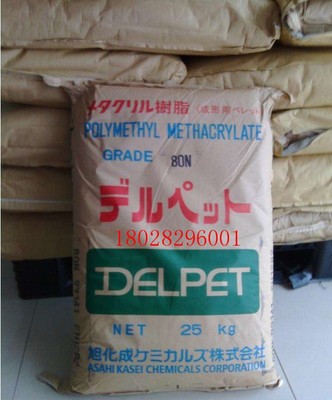 メタクリル樹脂 (成形用ペレット)
POLYMETHYL METHACRYLATE
GRADE 80N
デルペット
18028296001
DELPET
NET 25 kg
旭化成ケミカルズ株式会社
ASAHI KASEI CHEMICALS CORPORATION